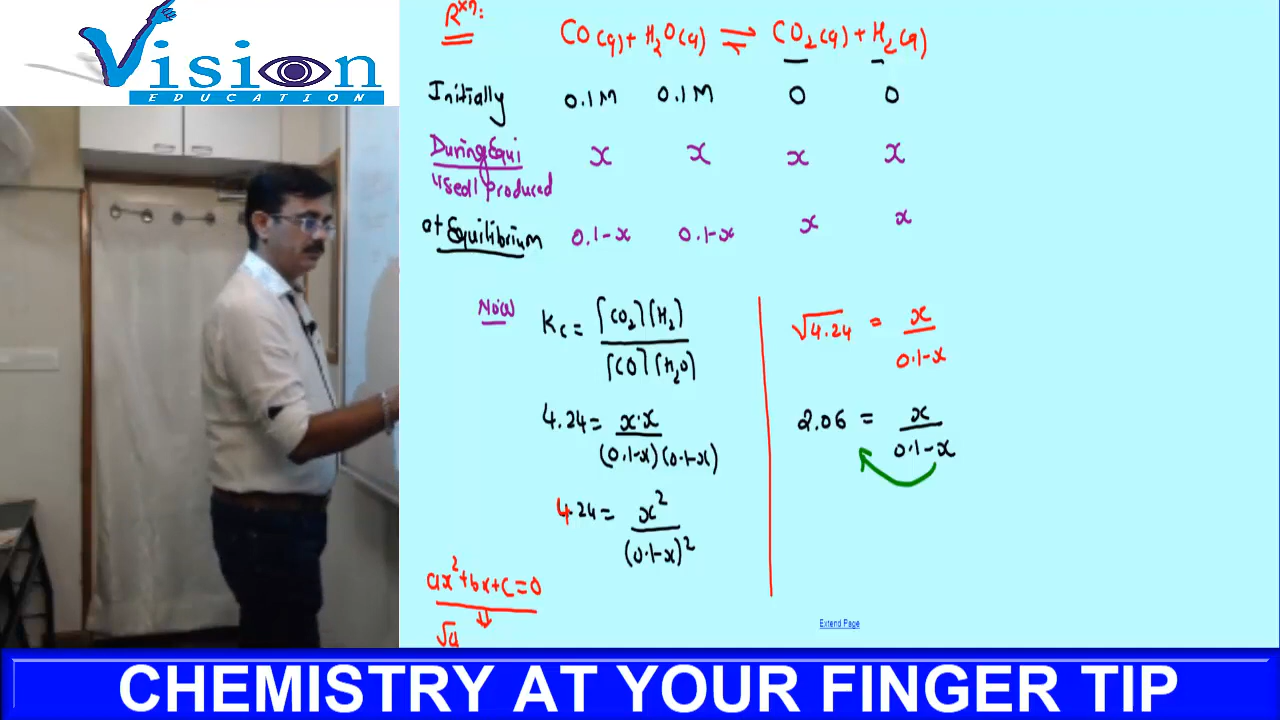 Vision
EDUCATION
Rxn:
CO(g) + H₂O(g) ⇌ CO₂(g) + H₂(g)
Initially 0.1M 0.1M 0 0
During Equi x x x x
used/produced
at Equilibrium 0.1-x 0.1-x x x
Now Kc = [CO₂][H₂] / [CO][H₂O]
4.24 = x·x / (0.1-x)(0.1-x)
4.24 = x² / (0.1-x)²
ax²+bx+c=0
√a
√4.24 = x / 0.1-x
2.06 = x / 0.1-x
Extend Page
CHEMISTRY AT YOUR FINGER TIP